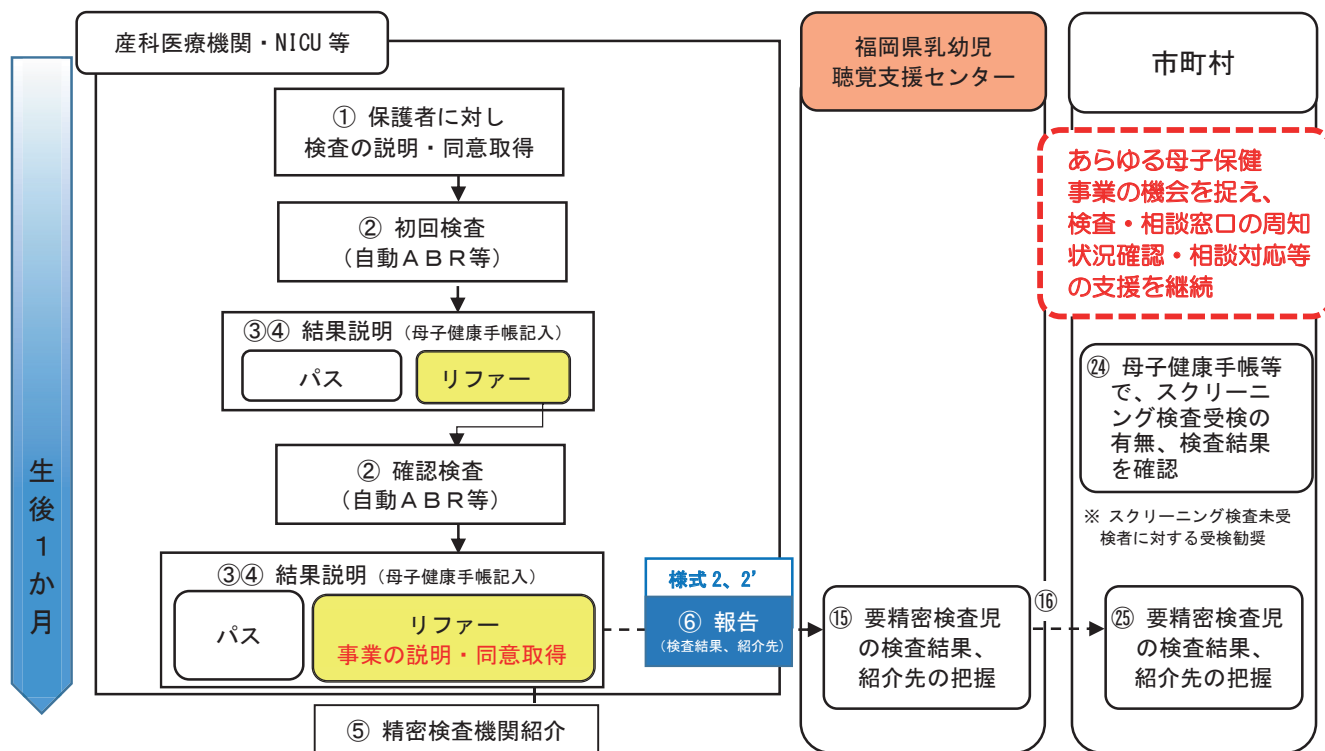 産科医療機関・NICU 等
① 保護者に対し
検査の説明・同意取得
② 初回検査
（自動ＡＢＲ等）
③④ 結果説明（母子健康手帳記入）
パス
リファー
② 確認検査
（自動ＡＢＲ等）
③④ 結果説明（母子健康手帳記入）
パス
リファー
事業の説明・同意取得
⑤ 精密検査機関紹介
生後１か月
様式 2、2’
⑥ 報告
（検査結果、紹介先）
福岡県乳幼児
聴覚支援センター
⑮ 要精密検査児
の検査結果、
紹介先の把握
⑯
市町村
あらゆる母子保健
事業の機会を捉え、
検査・相談窓口の周知
状況確認・相談対応等
の支援を継続
㉔ 母子健康手帳等
で、スクリーニ
ング検査受検の
有無、検査結果
を確認
※ スクリーニング検査未受
検者に対する受検勧奨
㉕ 要精密検査児
の検査結果、
紹介先の把握